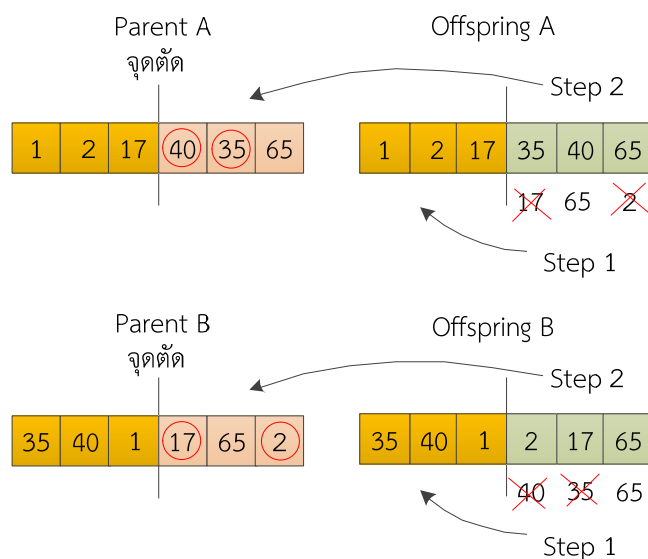 Parent A
จุดตัด
Offspring A
Step 2
1 2 17 40 35 65
1 2 17 35 40 65
17 65 2
Step 1
Parent B
จุดตัด
Offspring B
Step 2
35 40 1 17 65 2
35 40 1 2 17 65
40 35 65
Step 1